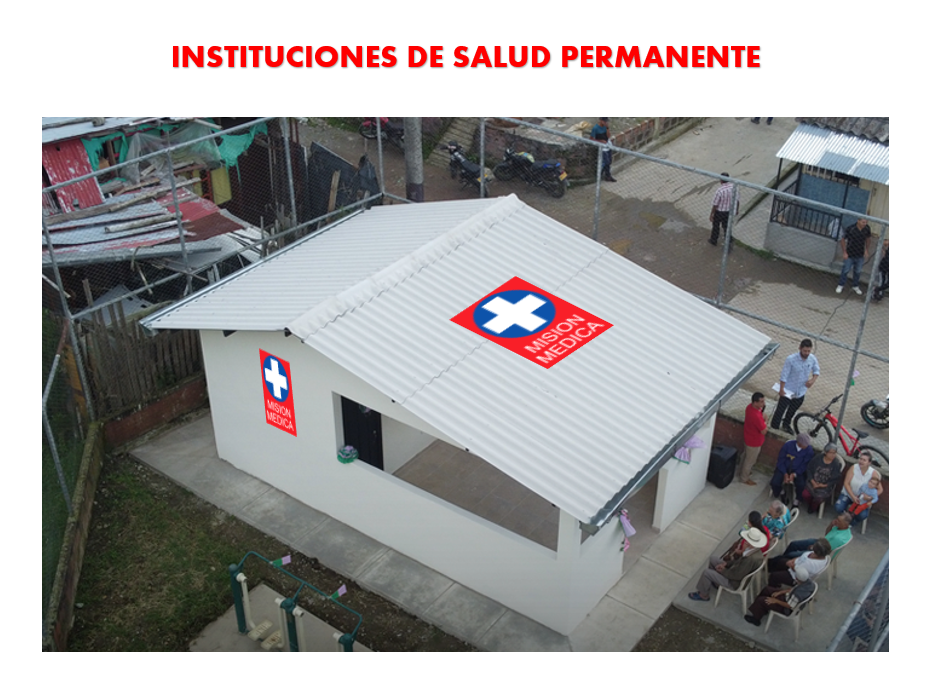 INSTITUCIONES DE SALUD PERMANENTE
MISION
MEDICA
MISION
MEDICA